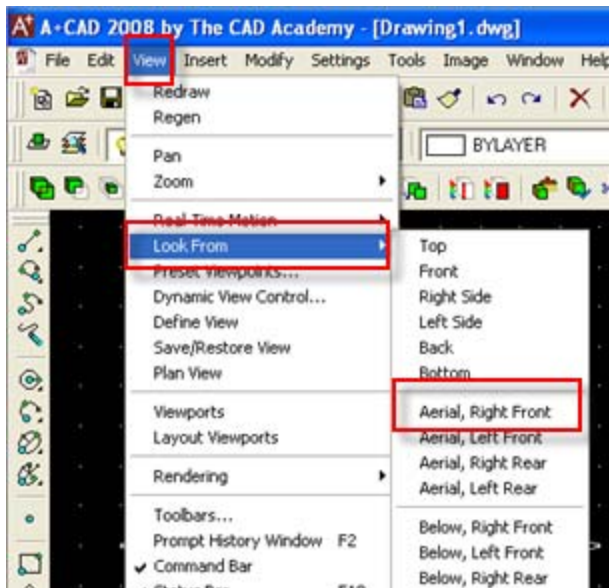 A+CAD 2008 by The CAD Academy - [Drawing1.dwg]
File Edit View Insert Modify Settings Tools Image Window Help
Redraw
Regen
BYLAYER
Pan
Zoom
Real-Time Motion
Look From
Preset Viewpoints...
Dynamic View Control...
Define View
Save/Restore View
Plan View
Viewports
Layout Viewports
Rendering
Toolbars...
Prompt History Window F2
Command Bar
Status Bar F10
Top
Front
Right Side
Left Side
Back
Bottom
Aerial, Right Front
Aerial, Left Front
Aerial, Right Rear
Aerial, Left Rear
Below, Right Front
Below, Left Front
Below, Right Rear